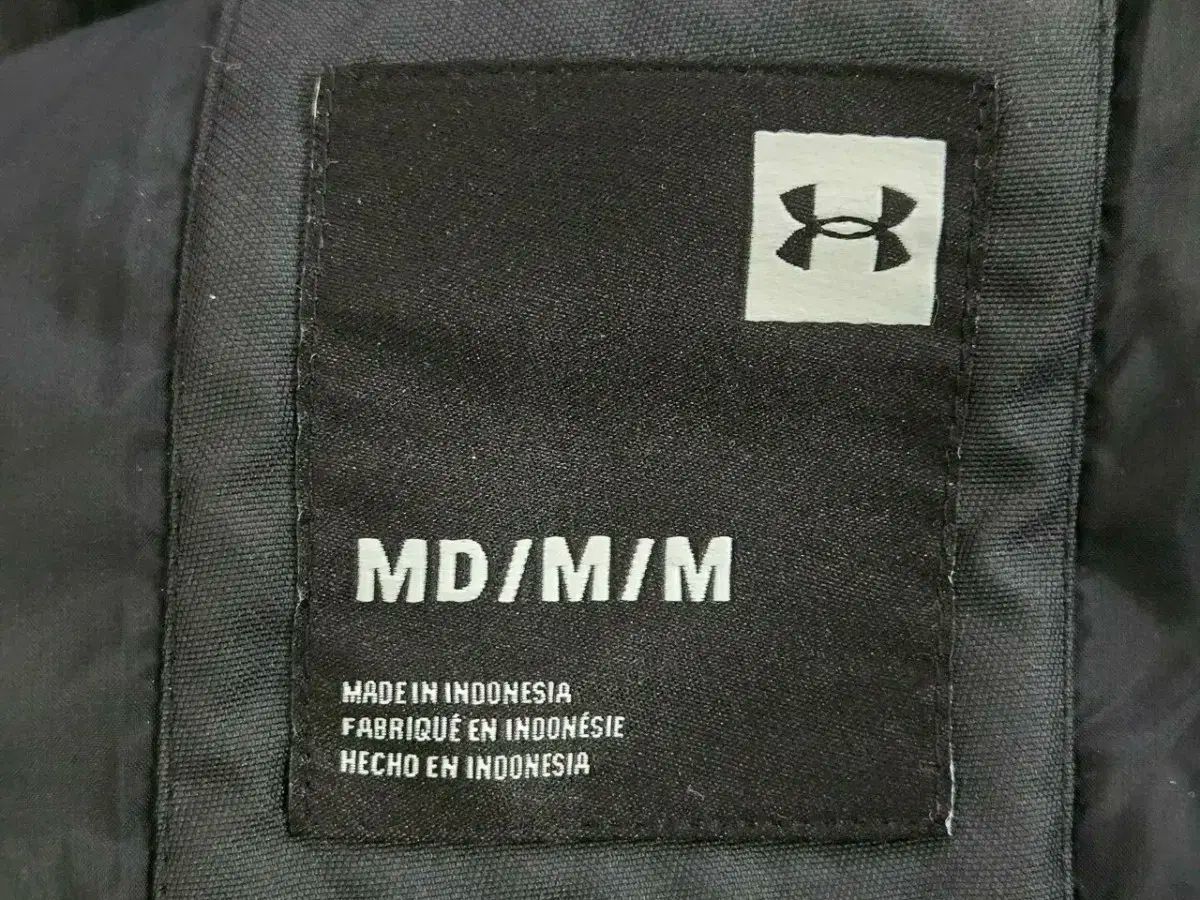 MD/M/M
MADE IN INDONESIA
FABRIQUÉ EN INDONÉSIE
HECHO EN INDONESIA